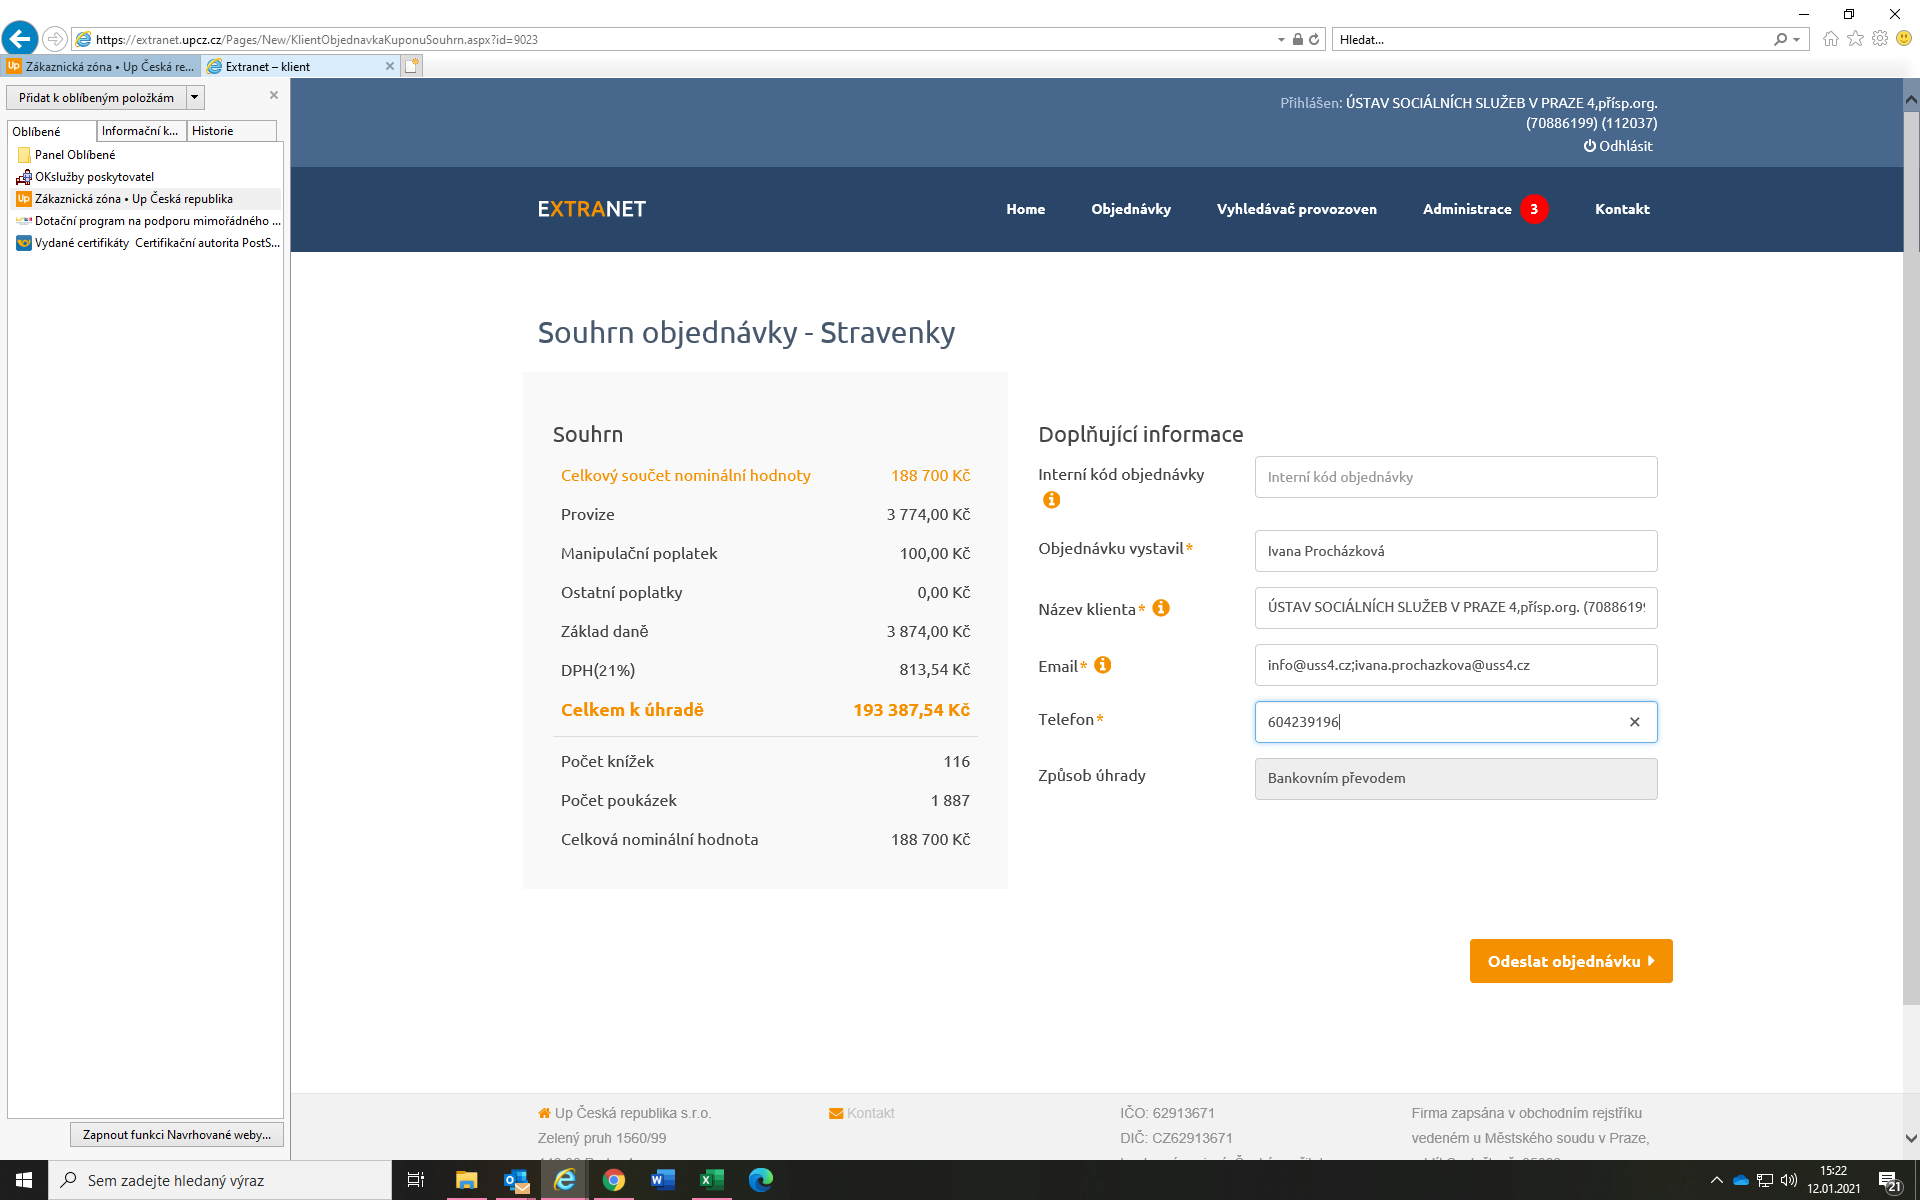 https://extranet.upcz.cz/Pages/New/KlientObjednavkaKuponuSouhrn.aspx?id=9023
Hledat...
Up Zákaznická zóna • Up Česká re...
Extranet – klient
Přidat k oblíbeným položkám
Oblíbené
Informační k...
Historie
Panel Oblíbené
OKslužby poskytovatel
Up Zákaznická zóna • Up Česká republika
Dotační program na podporu mimořádného ...
Vydané certifikáty Certifikační autorita PostS...
Zapnout funkci Navrhované weby...
Přihlášen: ÚSTAV SOCIÁLNÍCH SLUŽEB V PRAZE 4,přísp.org.
(70886199) (112037)
Odhlásit
EXTRANET
Home
Objednávky
Vyhledávač provozoven
Administrace 3
Kontakt
Souhrn objednávky - Stravenky
Souhrn
Celkový součet nominální hodnoty 188 700 Kč
Provize 3 774,00 Kč
Manipulační poplatek 100,00 Kč
Ostatní poplatky 0,00 Kč
Základ daně 3 874,00 Kč
DPH(21%) 813,54 Kč
Celkem k úhradě 193 387,54 Kč
Počet knížek 116
Počet poukázek 1 887
Celková nominální hodnota 188 700 Kč
Doplňující informace
Interní kód objednávky Interní kód objednávky
Objednávku vystavil* Ivana Procházková
Název klienta* ÚSTAV SOCIÁLNÍCH SLUŽEB V PRAZE 4,přísp.org. (7088619
Email* info@uss4.cz;ivana.prochazkova@uss4.cz
Telefon* 604239196
Způsob úhrady Bankovním převodem
Odeslat objednávku
Up Česká republika s.r.o.
Zelený pruh 1560/99
Kontakt
IČO: 62913671
DIČ: CZ62913671
Firma zapsána v obchodním rejstříku
vedeném u Městského soudu v Praze,
Sem zadejte hledaný výraz
15:22
12.01.2021
21